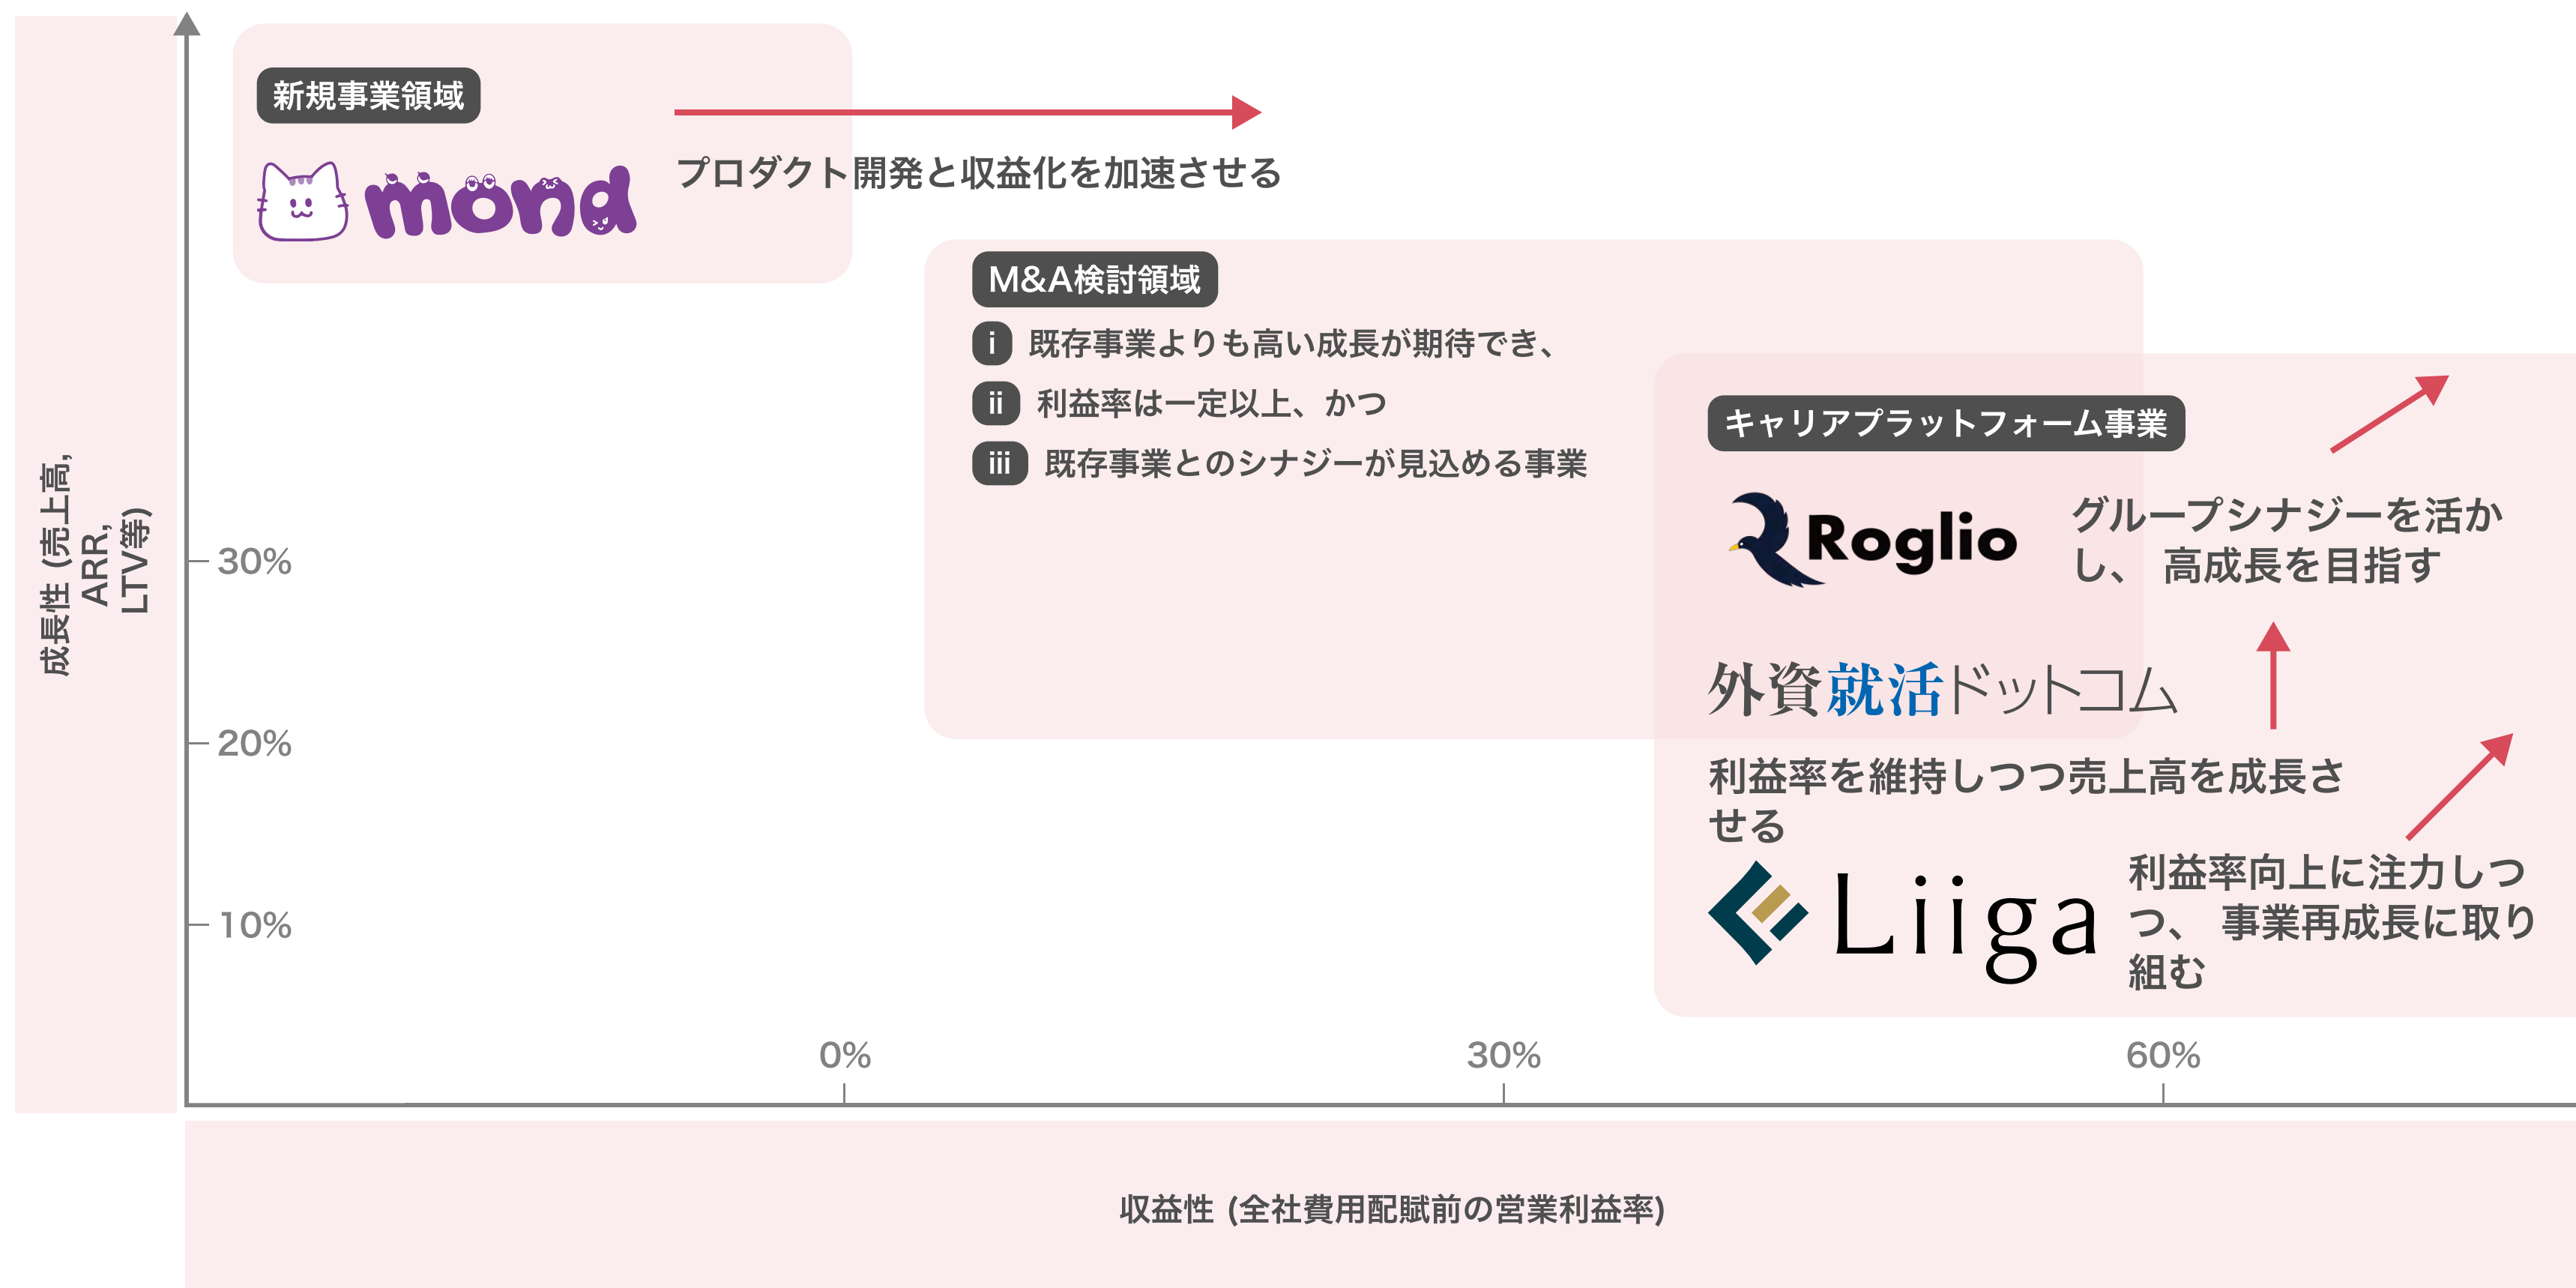 新規事業領域
mond
プロダクト開発と収益化を加速させる
M&A検討領域
i 既存事業よりも高い成長が期待でき、
ii 利益率は一定以上、かつ
iii 既存事業とのシナジーが見込める事業
キャリアプラットフォーム事業
Roglio
グループシナジーを活か
し、 高成長を目指す
外資就活ドットコム
利益率を維持しつつ売上高を成長さ
せる
Liiga
利益率向上に注力しつ
つ、 事業再成長に取り
組む
成長性 (売上高,
ARR,
LTV等)
30%
20%
10%
0%
30%
60%
収益性 (全社費用配賦前の営業利益率)